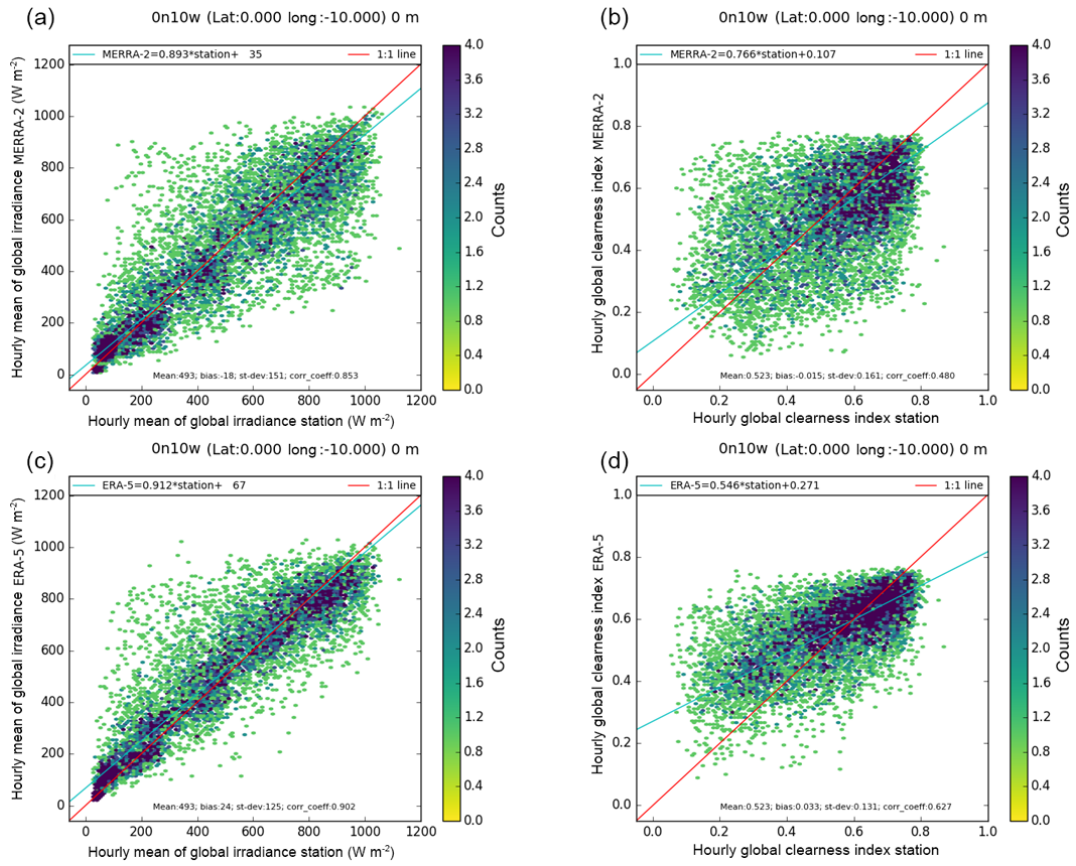 (a)
0n10w (Lat:0.000 long:-10.000) 0 m
MERRA-2=0.893*station+ 35
1:1 line
1200
1000
800
600
400
200
0
Hourly mean of global irradiance MERRA-2 (W m-2)
Mean:493; bias:-18; st-dev:151; corr_coeff:0.853
0 200 400 600 800 1000 1200
Hourly mean of global irradiance station (W m-2)
4.0
3.6
3.2
2.8
2.4
2.0
1.6
1.2
0.8
0.4
0.0
Counts
(b)
0n10w (Lat:0.000 long:-10.000) 0 m
MERRA-2=0.766*station+0.107
1:1 line
1.0
0.8
0.6
0.4
0.2
0.0
Hourly global clearness index MERRA-2
Mean:0.523; bias:-0.015; st-dev:0.161; corr_coeff:0.480
0.0 0.2 0.4 0.6 0.8 1.0
Hourly global clearness index station
4.0
3.6
3.2
2.8
2.4
2.0
1.6
1.2
0.8
0.4
0.0
Counts
(c)
0n10w (Lat:0.000 long:-10.000) 0 m
ERA-5=0.912*station+ 67
1:1 line
1200
1000
800
600
400
200
0
Hourly mean of global irradiance ERA-5 (W m-2)
Mean:493; bias:24; st-dev:125; corr_coeff:0.902
0 200 400 600 800 1000 1200
Hourly mean of global irradiance station (W m-2)
4.0
3.6
3.2
2.8
2.4
2.0
1.6
1.2
0.8
0.4
0.0
Counts
(d)
0n10w (Lat:0.000 long:-10.000) 0 m
ERA-5=0.546*station+0.271
1:1 line
1.0
0.8
0.6
0.4
0.2
0.0
Hourly global clearness index ERA-5
Mean:0.523; bias:0.033; st-dev:0.131; corr_coeff:0.627
0.0 0.2 0.4 0.6 0.8 1.0
Hourly global clearness index station
4.0
3.6
3.2
2.8
2.4
2.0
1.6
1.2
0.8
0.4
0.0
Counts